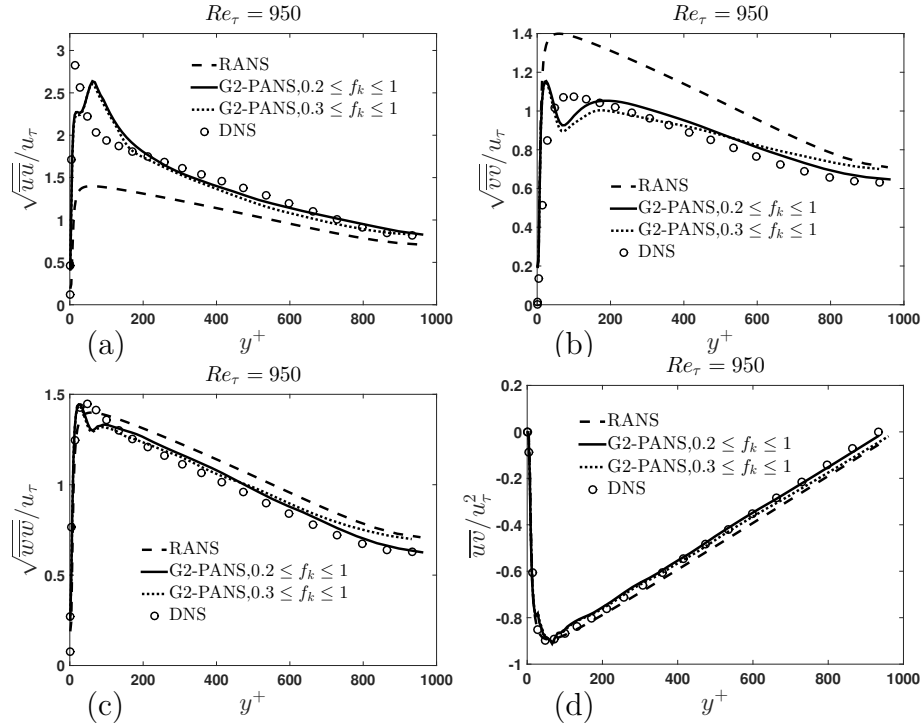 Re_τ = 950
3
2.5
2
1.5
1
0.5
0
√uu/u_τ
RANS
G2-PANS,0.2 ≤ f_k ≤ 1
G2-PANS,0.3 ≤ f_k ≤ 1
DNS
0 200 400 600 800 1000
(a)
y⁺
Re_τ = 950
1.4
1.2
1
0.8
0.6
0.4
0.2
0
√vv/u_τ
RANS
G2-PANS,0.2 ≤ f_k ≤ 1
G2-PANS,0.3 ≤ f_k ≤ 1
DNS
0 200 400 600 800 1000
(b)
y⁺
Re_τ = 950
1.5
1
0.5
0
√ww/u_τ
RANS
G2-PANS,0.2 ≤ f_k ≤ 1
G2-PANS,0.3 ≤ f_k ≤ 1
DNS
0 200 400 600 800 1000
(c)
y⁺
Re_τ = 950
0.2
0
-0.2
-0.4
-0.6
-0.8
-1
uv/u_τ²
RANS
G2-PANS,0.2 ≤ f_k ≤ 1
G2-PANS,0.3 ≤ f_k ≤ 1
DNS
0 200 400 600 800 1000
(d)
y⁺